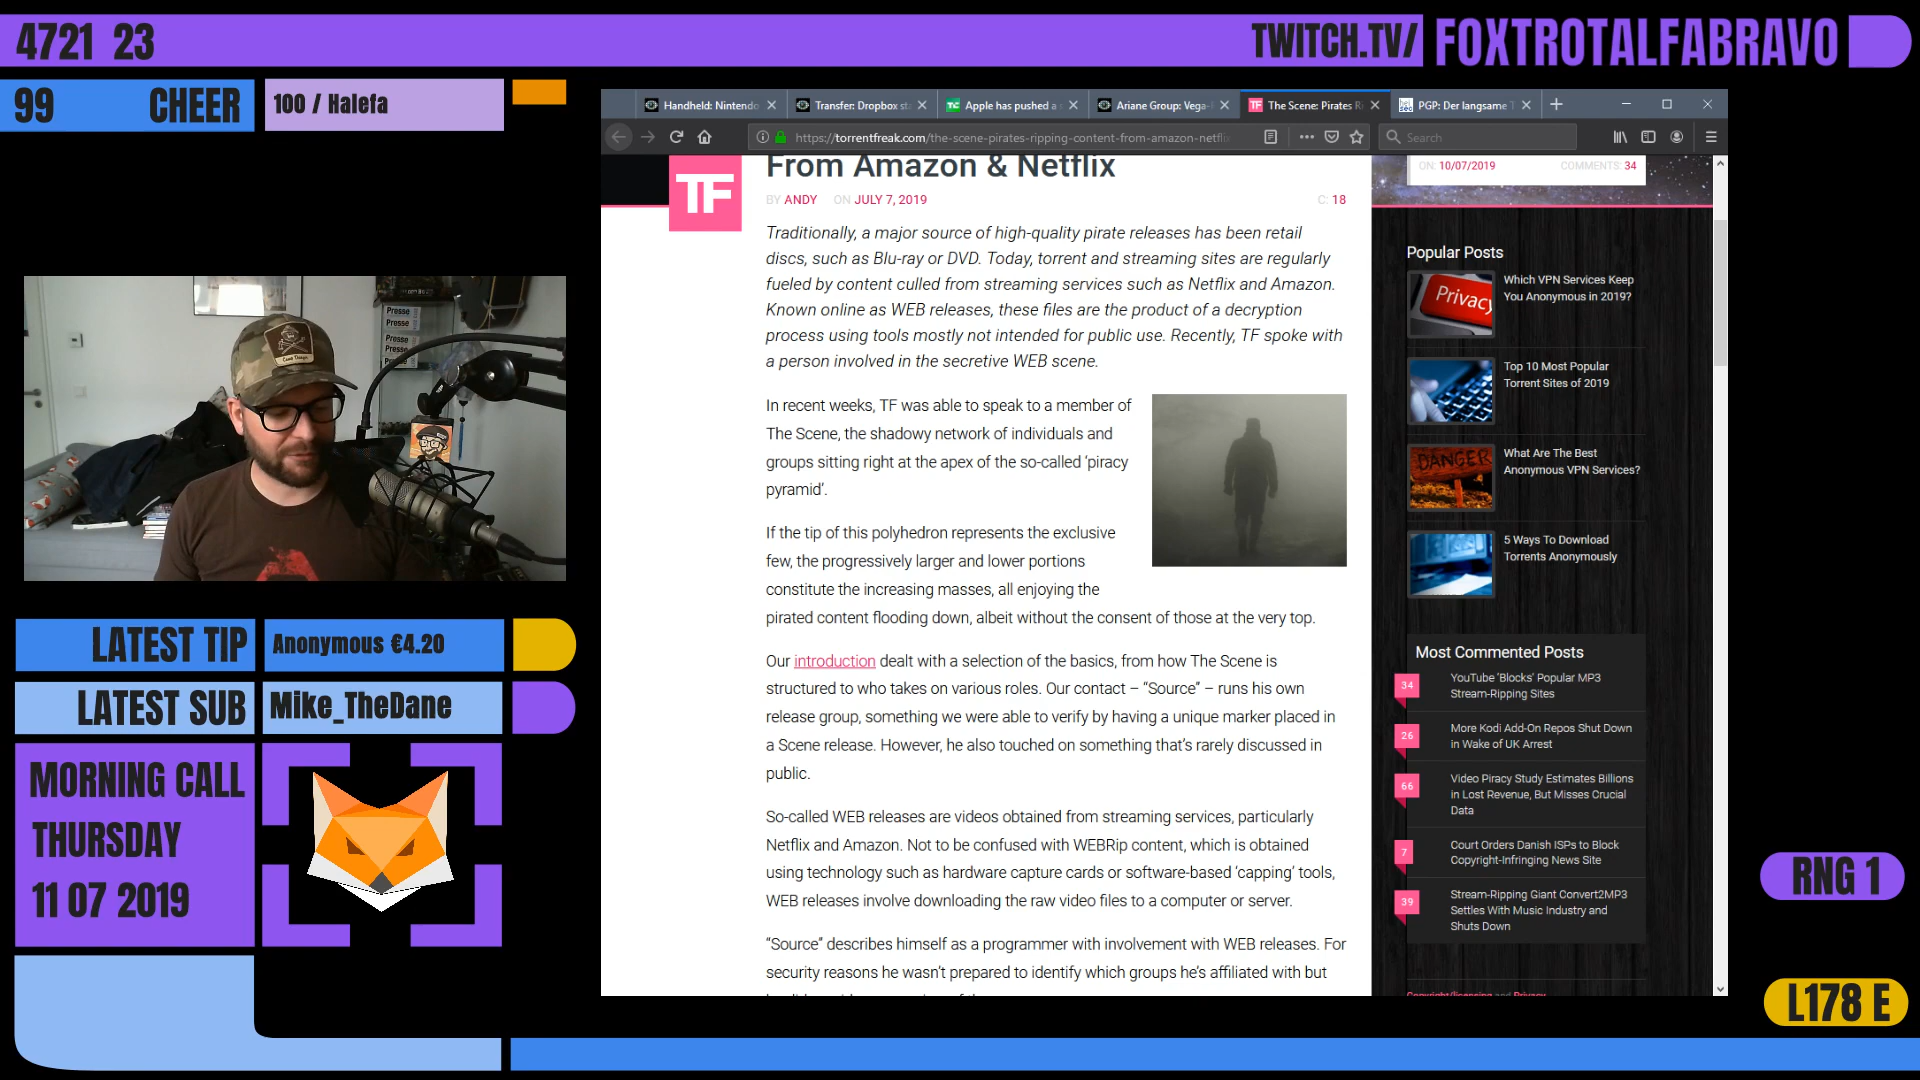 4721 23
TWITCH.TV/ FOXTROTALFABRAVO
99 CHEER
100 / Halefa
Handheld: Nintendo
Transfer: Dropbox st
Apple has pushed a
Ariane Group: Vega-
The Scene: Pirates Ri
PGP: Der langsame T
https://torrentfreak.com/the-scene-pirates-ripping-content-from-amazon-netflix
Search
TF
From Amazon & Netflix
BY ANDY ON JULY 7, 2019
C: 18
Traditionally, a major source of high-quality pirate releases has been retail
discs, such as Blu-ray or DVD. Today, torrent and streaming sites are regularly
fueled by content culled from streaming services such as Netflix and Amazon.
Known online as WEB releases, these files are the product of a decryption
process using tools mostly not intended for public use. Recently, TF spoke with
a person involved in the secretive WEB scene.
In recent weeks, TF was able to speak to a member of
The Scene, the shadowy network of individuals and
groups sitting right at the apex of the so-called ‘piracy
pyramid’.
If the tip of this polyhedron represents the exclusive
few, the progressively larger and lower portions
constitute the increasing masses, all enjoying the
pirated content flooding down, albeit without the consent of those at the very top.
Our introduction dealt with a selection of the basics, from how The Scene is
structured to who takes on various roles. Our contact – “Source” – runs his own
release group, something we were able to verify by having a unique marker placed in
a Scene release. However, he also touched on something that’s rarely discussed in
public.
So-called WEB releases are videos obtained from streaming services, particularly
Netflix and Amazon. Not to be confused with WEBRip content, which is obtained
using technology such as hardware capture cards or software-based ‘capping’ tools,
WEB releases involve downloading the raw video files to a computer or server.
“Source” describes himself as a programmer with involvement with WEB releases. For
security reasons he wasn’t prepared to identify which groups he’s affiliated with but
ON: 10/07/2019
COMMENTS: 34
Popular Posts
Privacy
Which VPN Services Keep
You Anonymous in 2019?
Top 10 Most Popular
Torrent Sites of 2019
DANGER
What Are The Best
Anonymous VPN Services?
5 Ways To Download
Torrents Anonymously
Most Commented Posts
34
YouTube ‘Blocks’ Popular MP3
Stream-Ripping Sites
26
More Kodi Add-On Repos Shut Down
in Wake of UK Arrest
66
Video Piracy Study Estimates Billions
in Lost Revenue, But Misses Crucial
Data
7
Court Orders Danish ISPs to Block
Copyright-Infringing News Site
39
Stream-Ripping Giant Convert2MP3
Settles With Music Industry and
Shuts Down
Presse
Presse
Presse
Presse
LATEST TIP
Anonymous €4.20
LATEST SUB
Mike_TheDane
MORNING CALL
THURSDAY
11 07 2019
RNG 1
L178 E